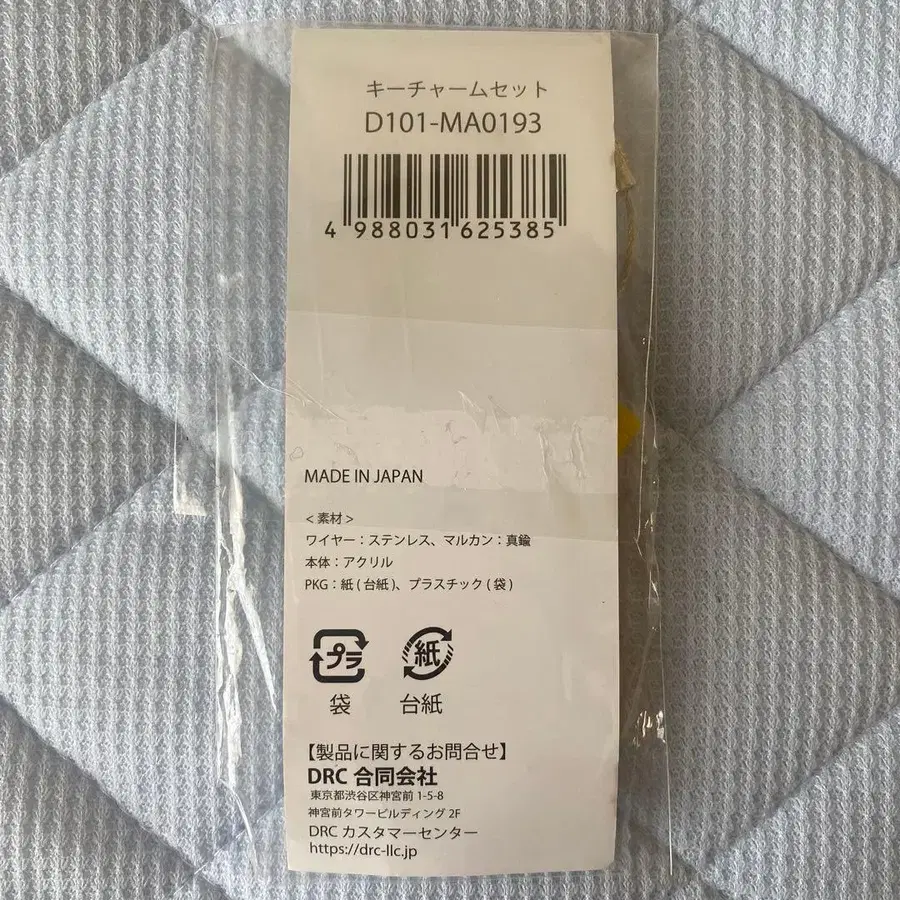 キーチャームセット
D101-MA0193
4 988031 625385
MADE IN JAPAN
<素材>
ワイヤー：ステンレス、マルカン：真鍮
本体：アクリル
PKG：紙(台紙)、プラスチック(袋)
プラ 紙
袋 台紙
【製品に関するお問合せ】
DRC 合同会社
東京都渋谷区神宮前 1-5-8
神宮前タワービルディング 2F
DRC カスタマーセンター
https://drc-llc.jp